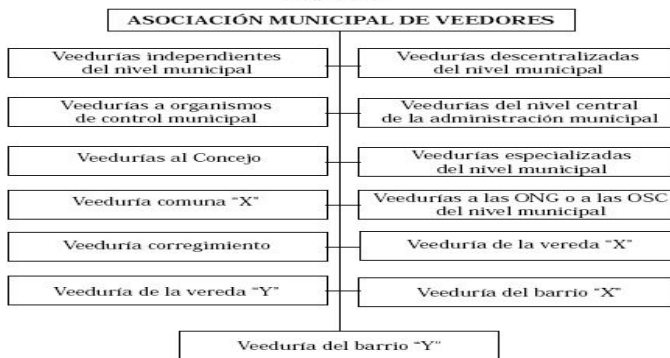 ASOCIACIÓN MUNICIPAL DE VEEDORES
Veedurías independientes
del nivel municipal
Veedurías descentralizadas
del nivel municipal
Veedurías a organismos
de control municipal
Veedurías del nivel central
de la administración municipal
Veedurías al Concejo
Veedurías especializadas
del nivel municipal
Veeduría comuna “X”
Veedurías a las ONG o a las OSC
del nivel municipal
Veeduría corregimiento
Veeduría de la vereda “X”
Veeduría de la vereda “Y”
Veeduría del barrio “X”
Veeduría del barrio “Y”